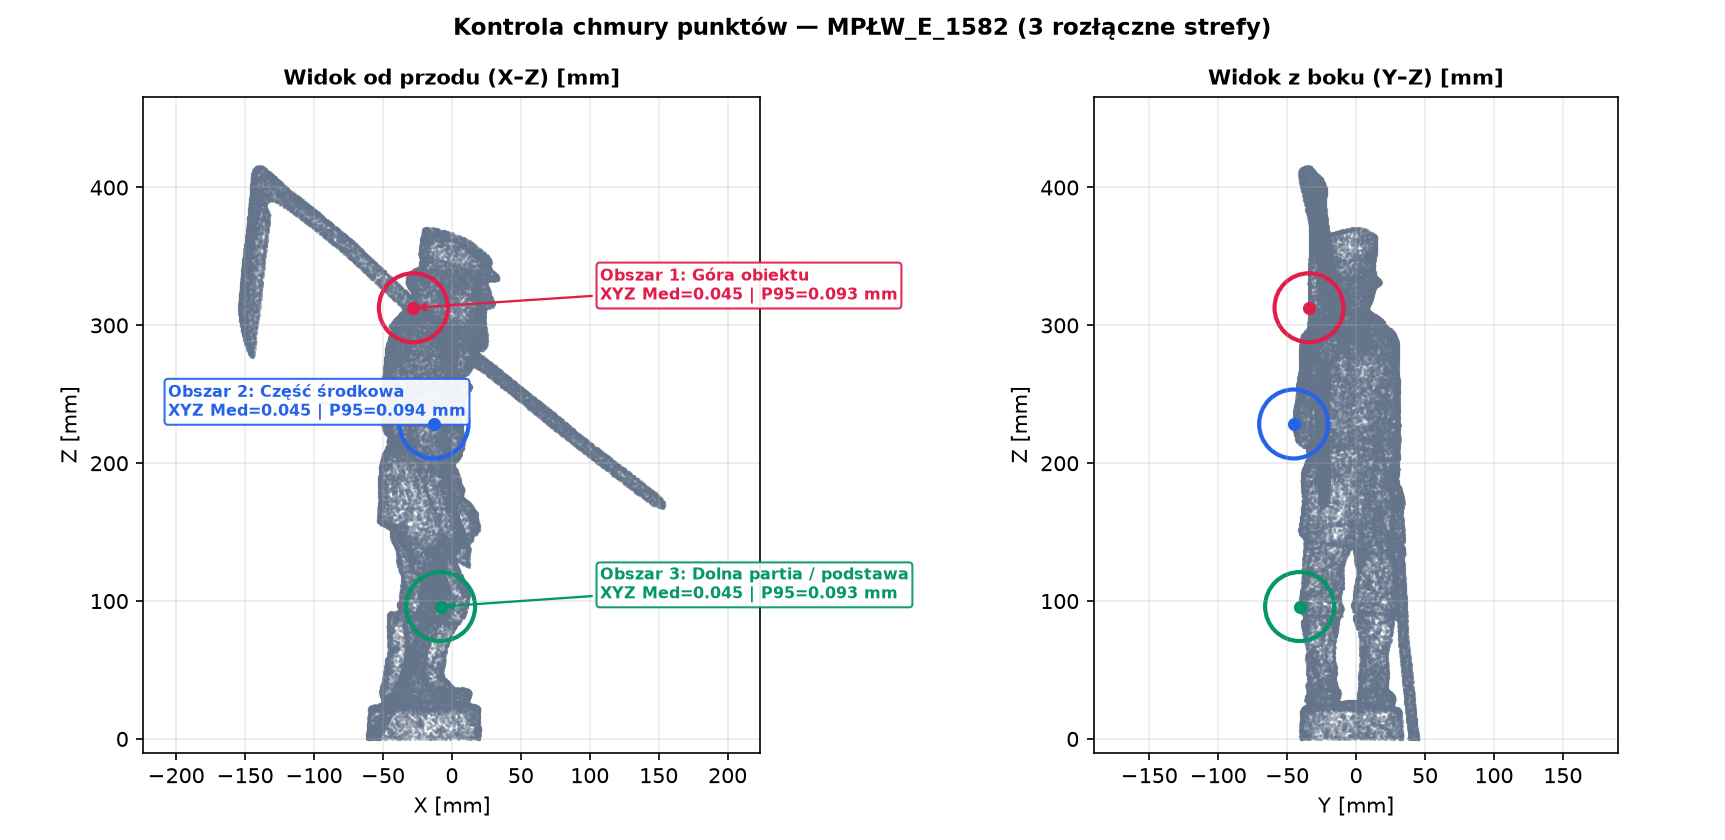 Kontrola chmury punktów — MPŁW_E_1582 (3 rozłączne strefy)
Widok od przodu (X–Z) [mm]
Z [mm]
400
300
200
100
0
Obszar 1: Góra obiektu
XYZ Med=0.045 | P95=0.093 mm
Obszar 2: Część środkowa
XYZ Med=0.045 | P95=0.094 mm
Obszar 3: Dolna partia / podstawa
XYZ Med=0.045 | P95=0.093 mm
−200 −150 −100 −50 0 50 100 150 200
X [mm]
Widok z boku (Y–Z) [mm]
Z [mm]
400
300
200
100
0
−150 −100 −50 0 50 100 150
Y [mm]